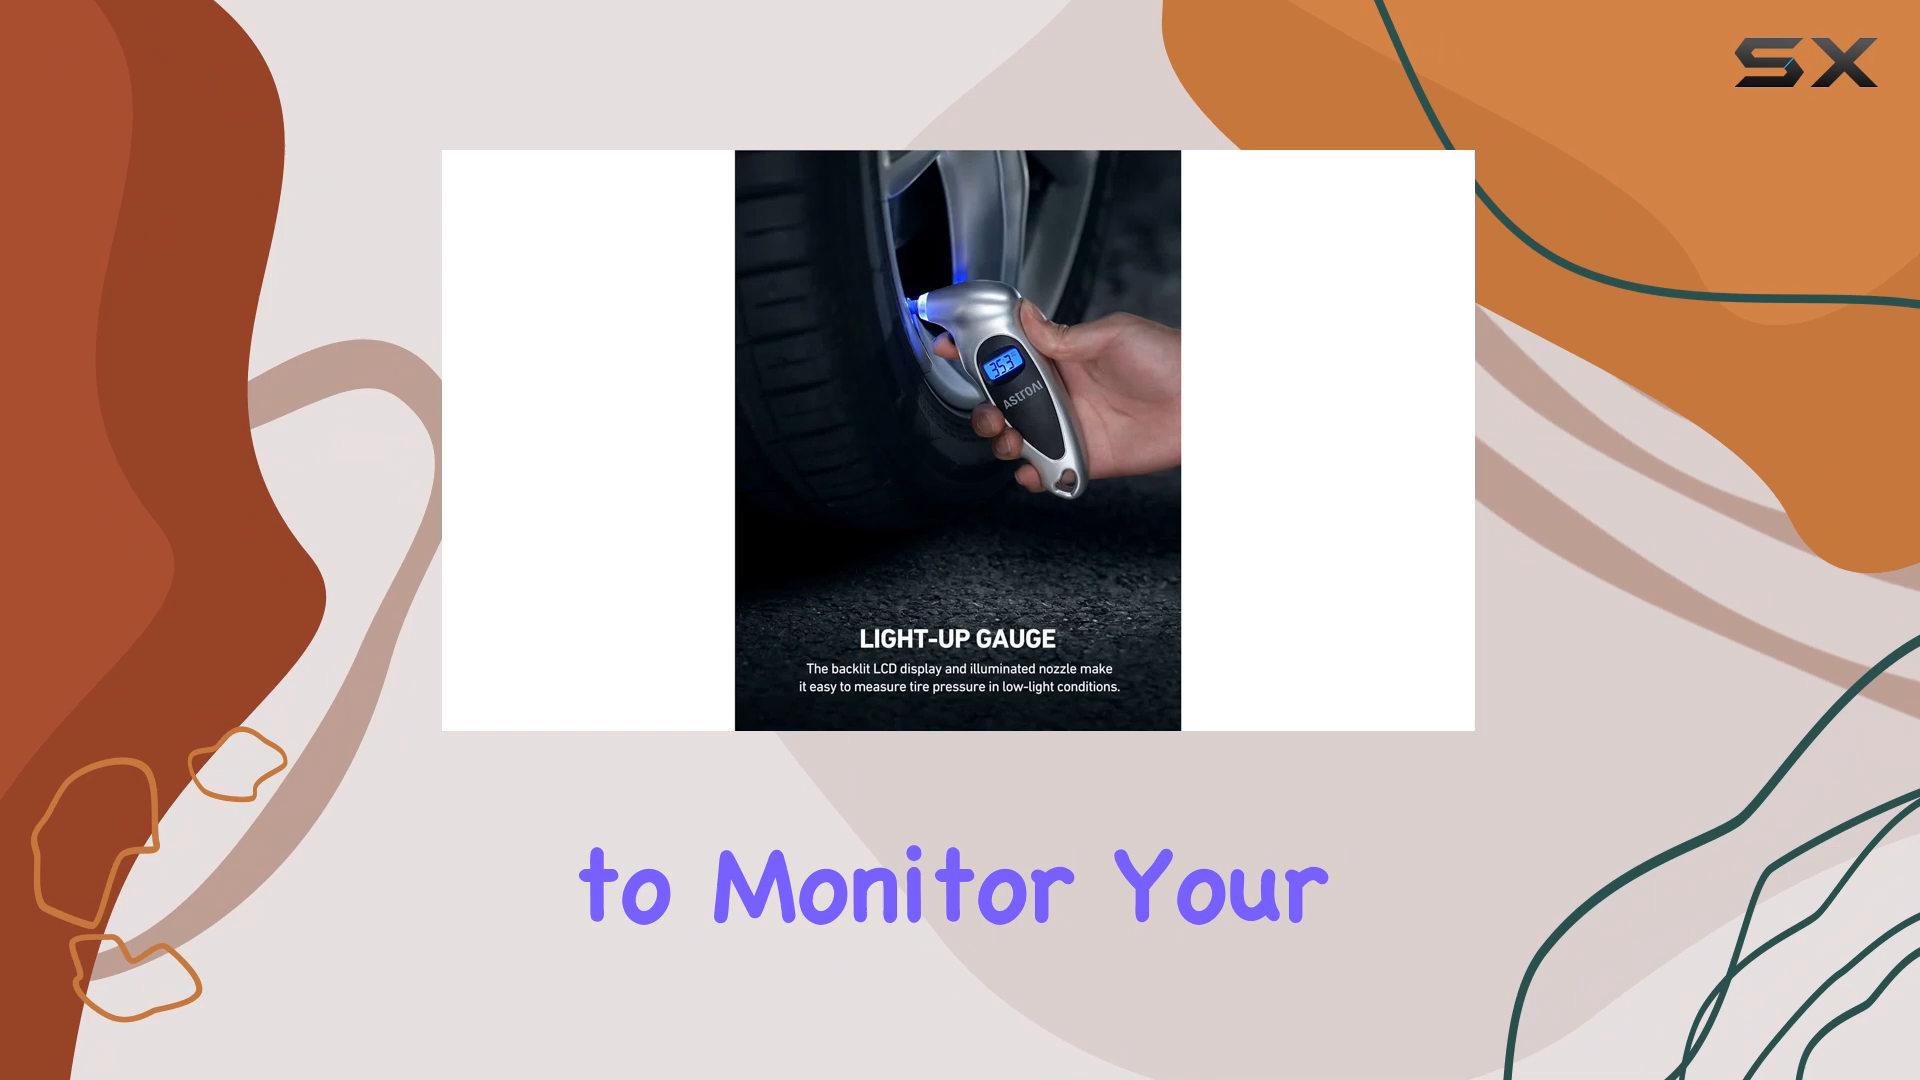 SX
353
AstroAI
LIGHT-UP GAUGE
The backlit LCD display and illuminated nozzle make
it easy to measure tire pressure in low-light conditions.
to Monitor Your